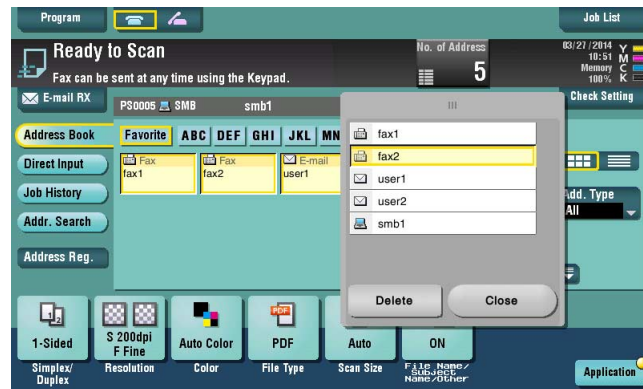 Program
Job List
Ready to Scan
Fax can be sent at any time using the Keypad.
No. of Address
5
03/27/2014
10:51
Memory
100%
Y
M
C
K
E-mail RX
PS0005 SMB smb1
Check Setting
Address Book
Favorite ABC DEF GHI JKL MN
Direct Input
Job History
Addr. Search
Address Reg.
Fax
fax1
Fax
fax2
E-mail
user1
fax1
fax2
user1
user2
smb1
Delete
Close
Add. Type
All
1-Sided
Simplex/
Duplex
S 200dpi
F Fine
Resolution
Auto Color
Color
PDF
PDF
File Type
Auto
Scan Size
ON
File Name/
Subject
Name/Other
Application